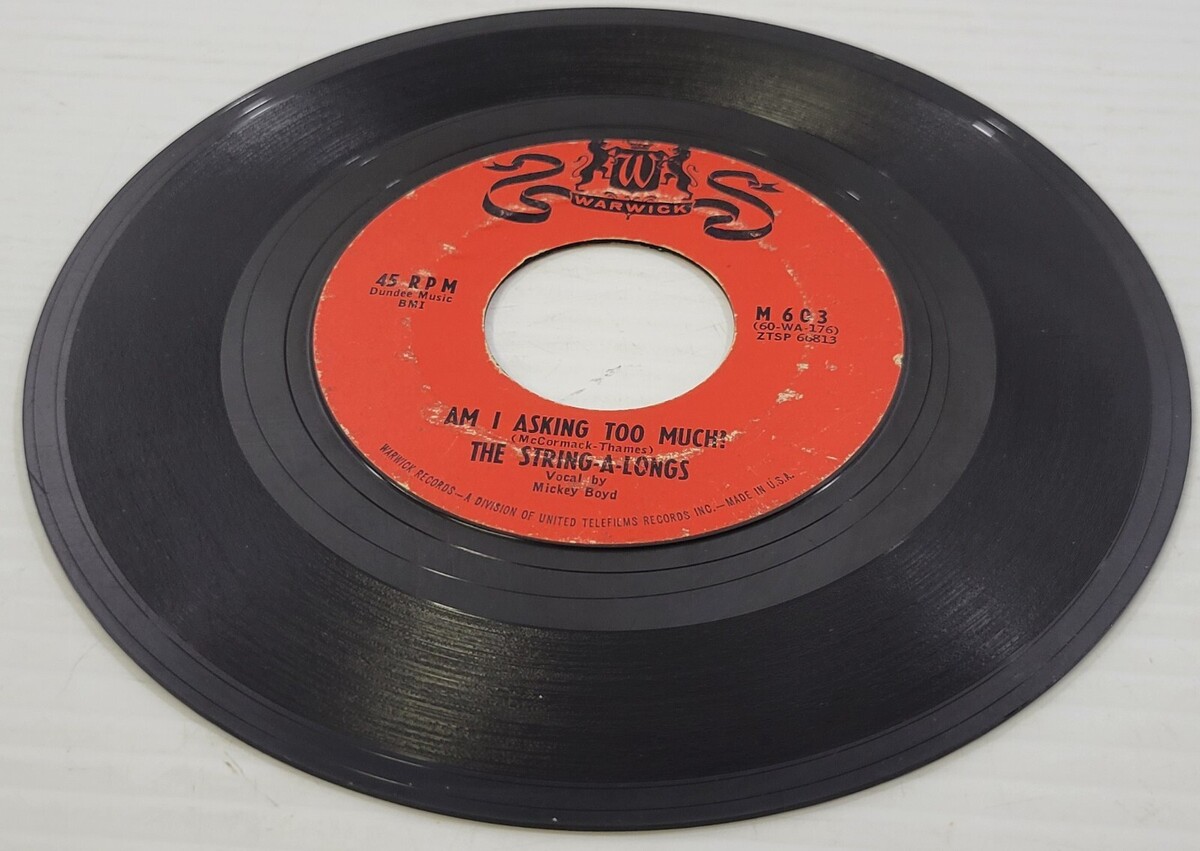 W
WARWICK
45 RPM
Dundee Music
BMI
M 603
(60-WA-176)
ZTSP 66813
AM I ASKING TOO MUCH?
(McCormack-Thames)
THE STRING-A-LONGS
Vocal by
Mickey Boyd
WARWICK RECORDS—A DIVISION OF UNITED TELEFILMS RECORDS INC.—MADE IN U.S.A.